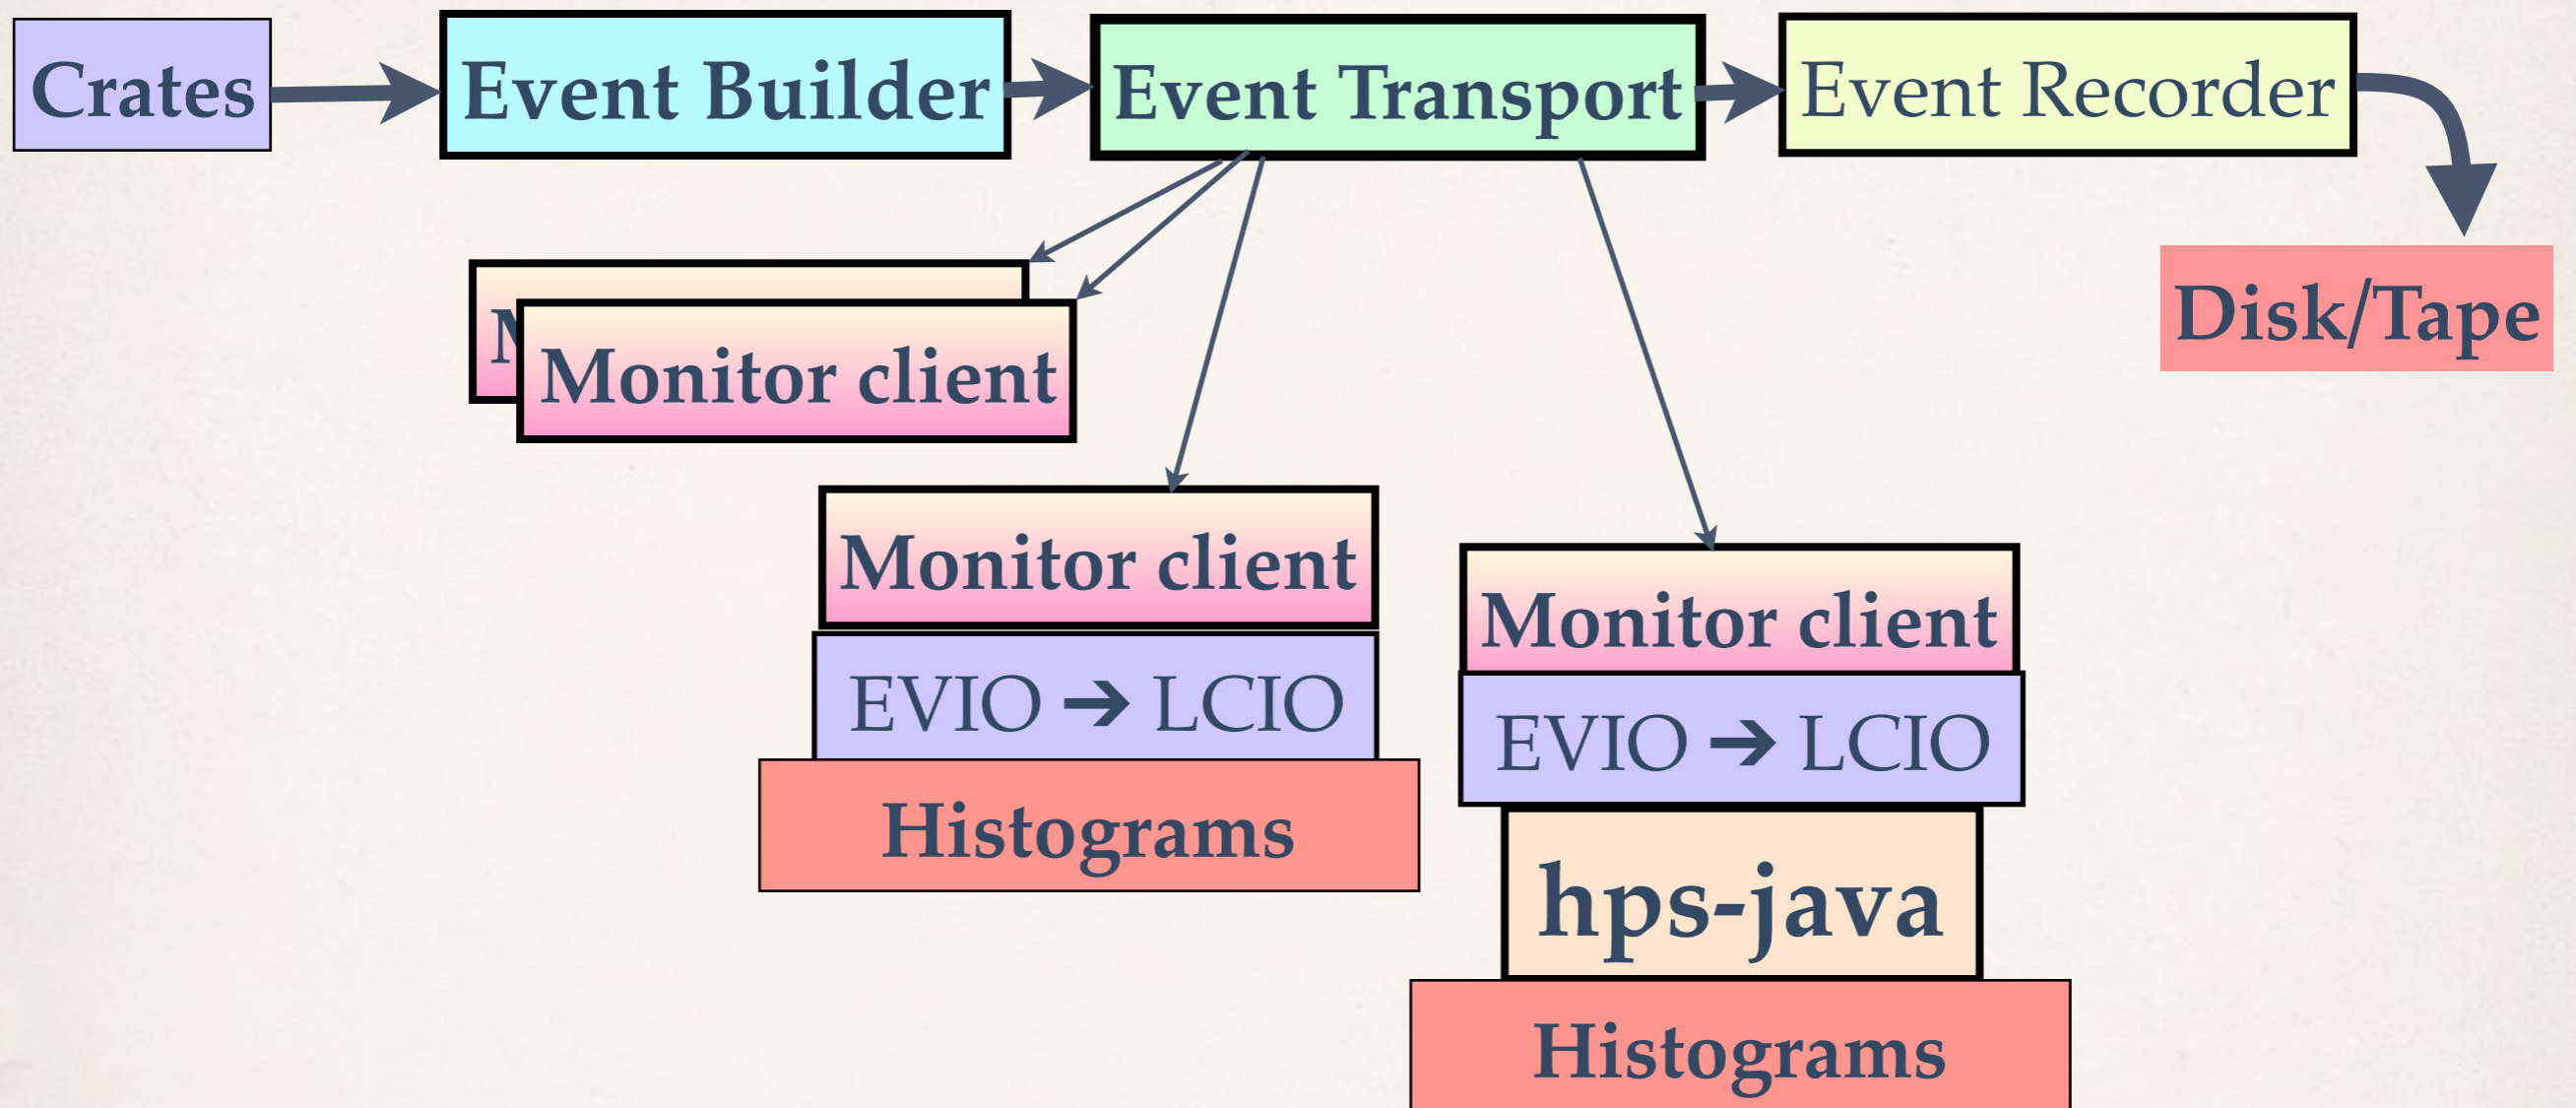 Crates
Event Builder
Event Transport
Event Recorder
Disk/Tape
Monitor client
Monitor client
EVIO ➔ LCIO
Histograms
Monitor client
EVIO ➔ LCIO
hps-java
Histograms